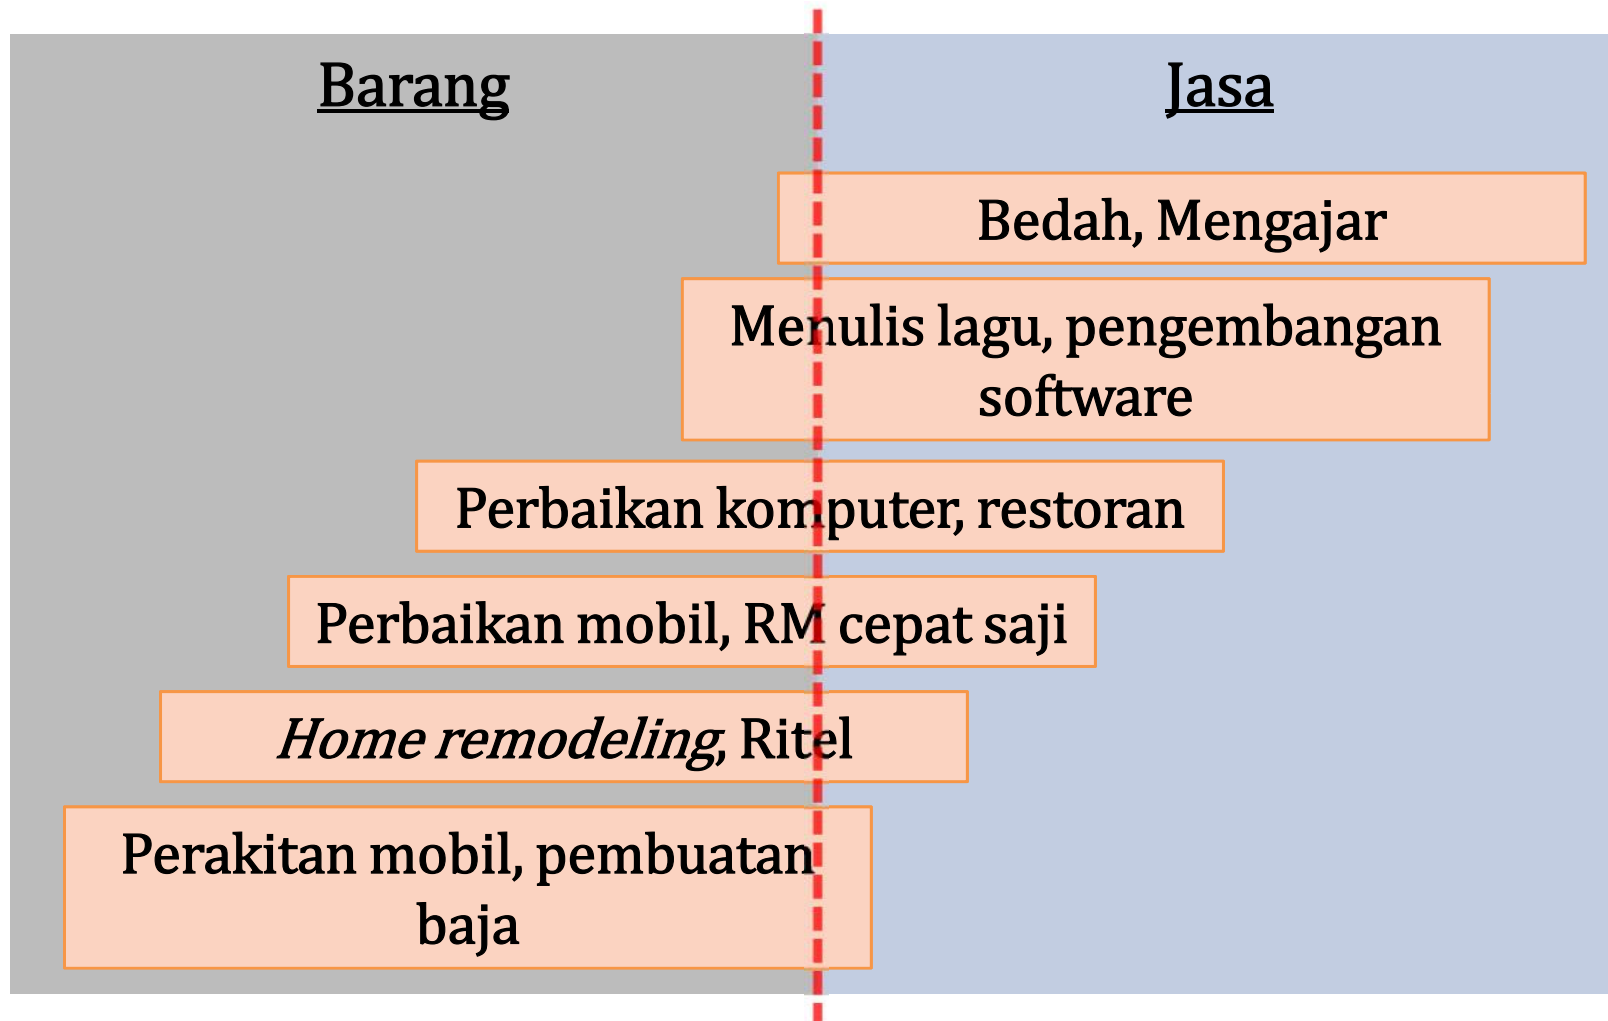 Barang
Jasa
Bedah, Mengajar
Menulis lagu, pengembangan
software
Perbaikan komputer, restoran
Perbaikan mobil, RM cepat saji
Home remodeling, Ritel
Perakitan mobil, pembuatan
baja